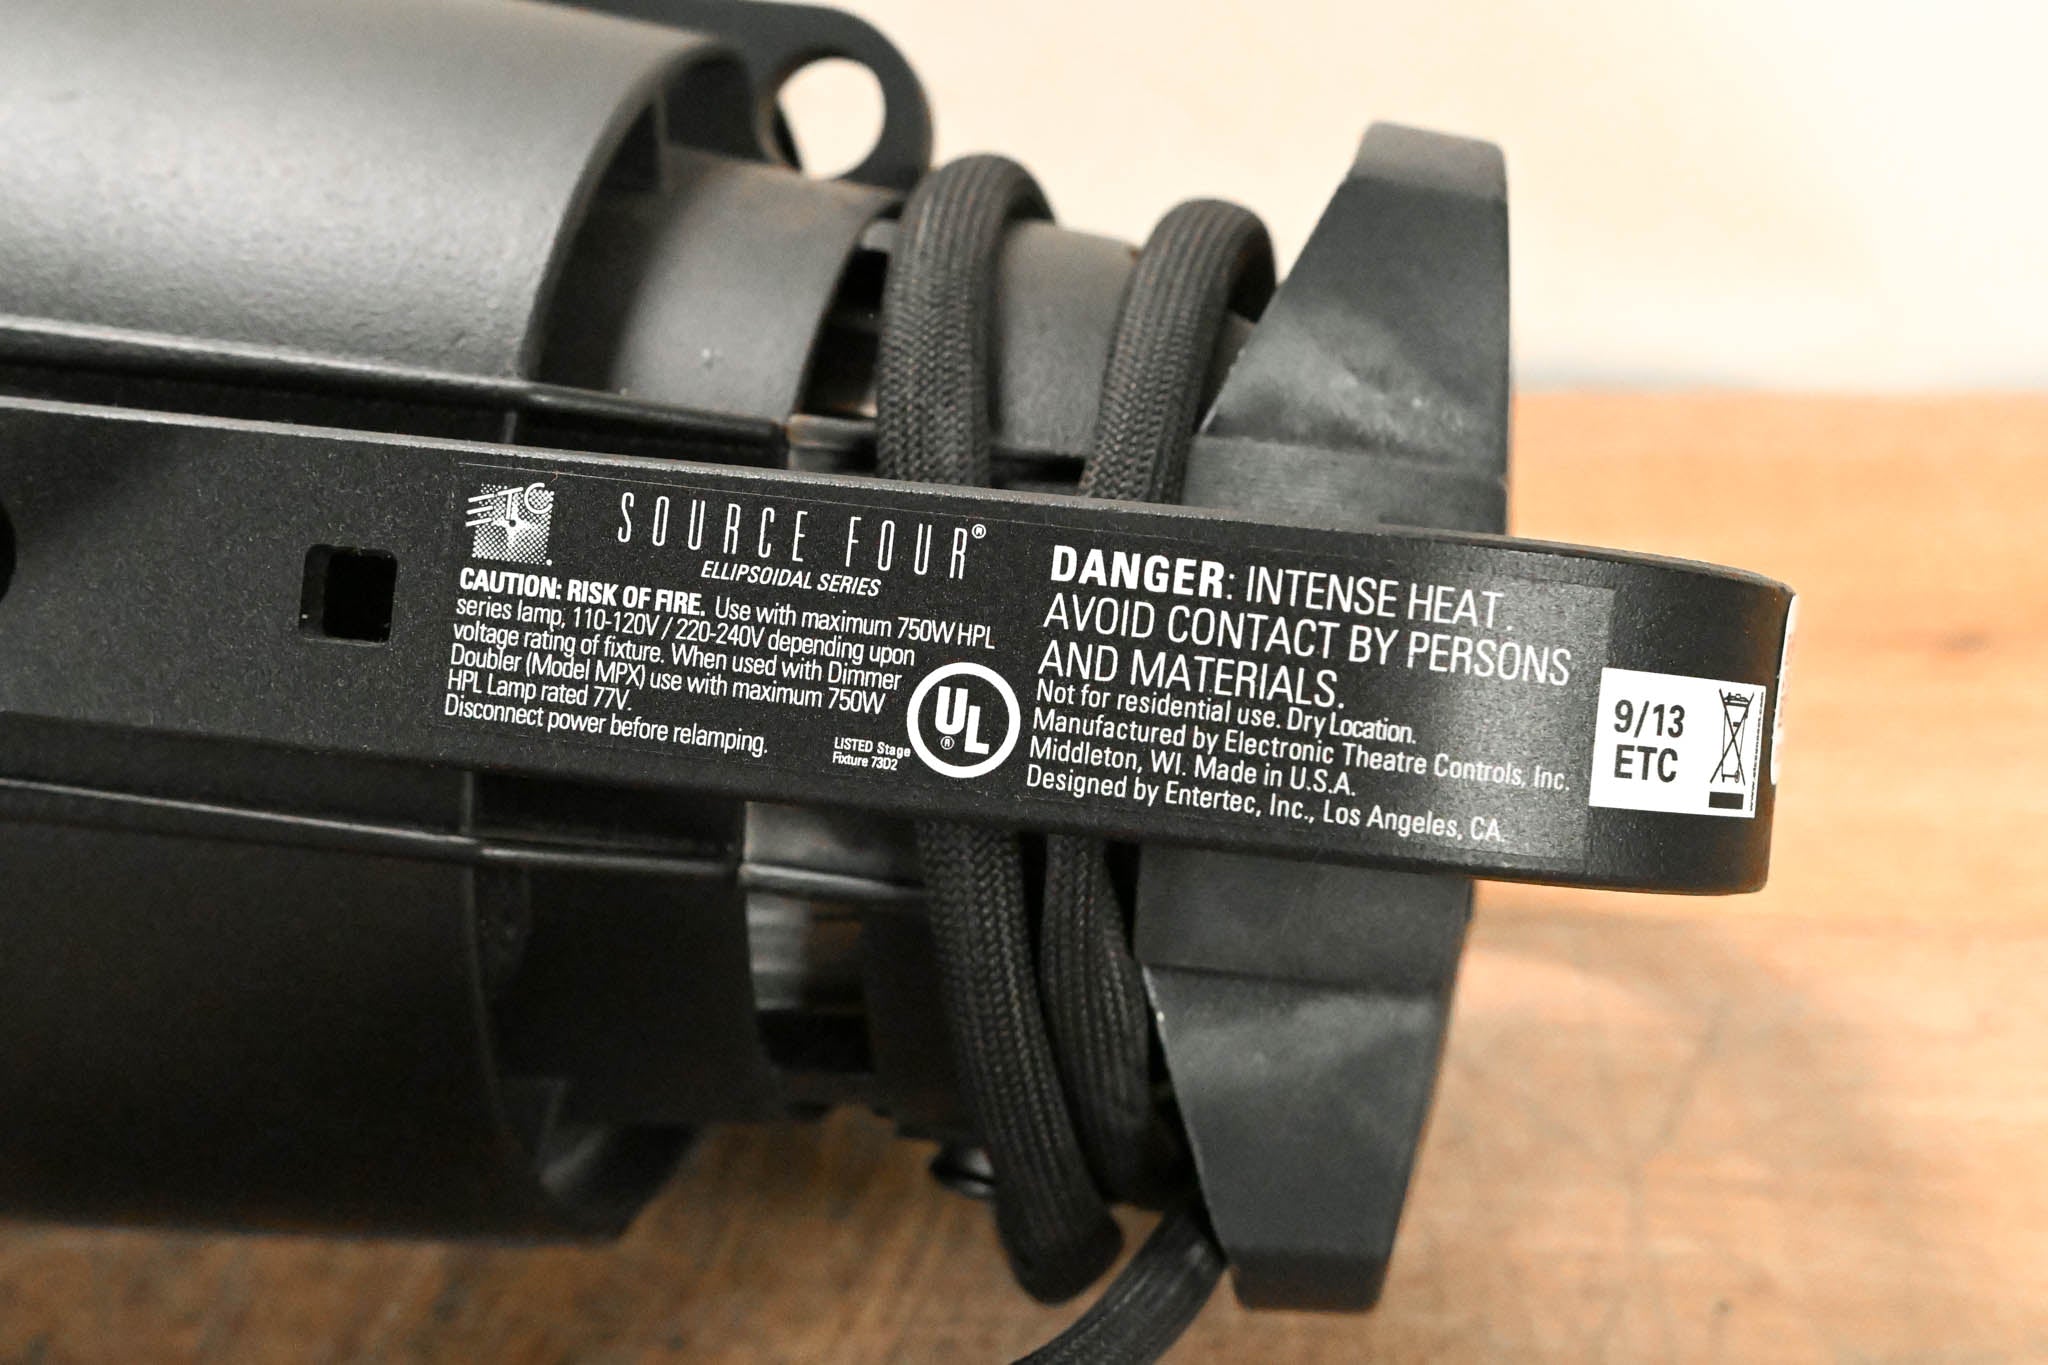 ETC
SOURCE FOUR®
ELLIPSOIDAL SERIES
CAUTION: RISK OF FIRE. Use with maximum 750W HPL
series lamp, 110-120V / 220-240V depending upon
voltage rating of fixture. When used with Dimmer
Doubler (Model MPX) use with maximum 750W
HPL Lamp rated 77V.
Disconnect power before relamping.
LISTED Stage
Fixture 73D2
UL
®
DANGER: INTENSE HEAT.
AVOID CONTACT BY PERSONS
AND MATERIALS.
Not for residential use. Dry Location.
Manufactured by Electronic Theatre Controls, Inc.
Middleton, WI. Made in U.S.A.
Designed by Entertec, Inc., Los Angeles, CA.
9/13
ETC